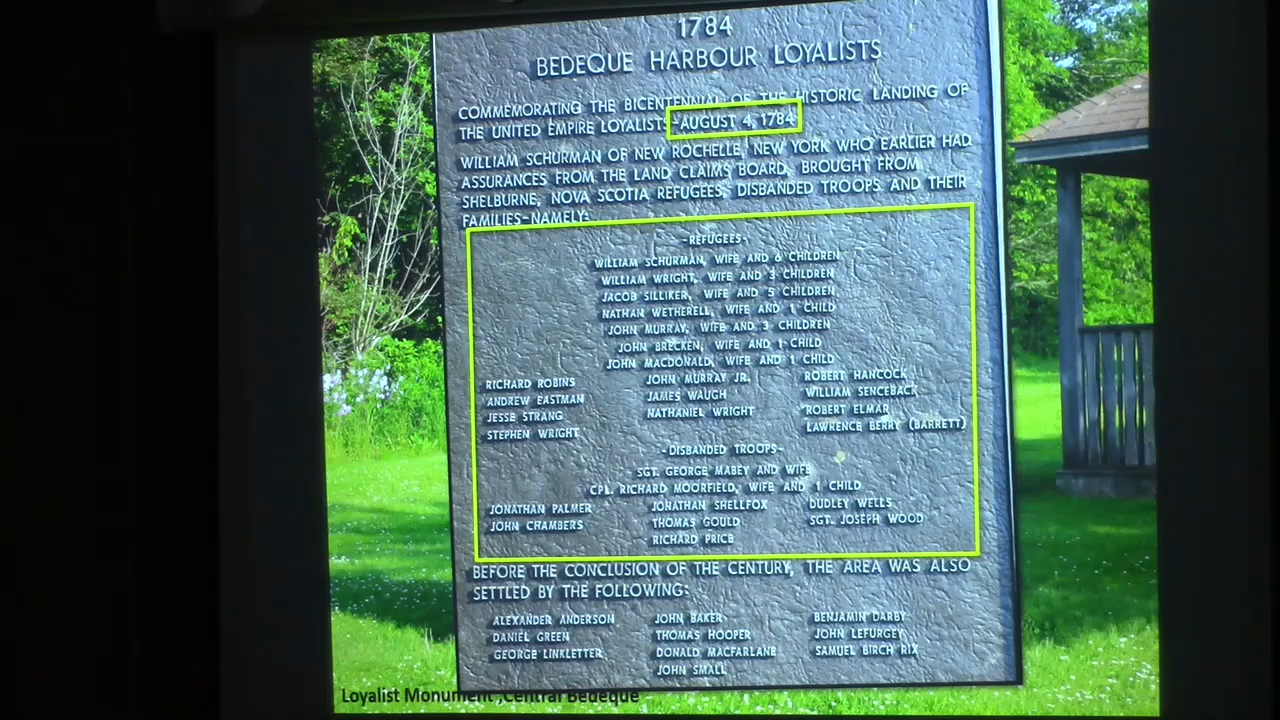 1784
BEDEQUE HARBOUR LOYALISTS
COMMEMORATING THE BICENTENNIAL OF THE HISTORIC LANDING OF
THE UNITED EMPIRE LOYALISTS -AUGUST 4, 1784
WILLIAM SCHURMAN OF NEW ROCHELLE, NEW YORK WHO EARLIER HAD
ASSURANCES FROM THE LAND CLAIMS BOARD, BROUGHT FROM
SHELBURNE, NOVA SCOTIA REFUGEES, DISBANDED TROOPS AND THEIR
FAMILIES-NAMELY:
-REFUGEES-
WILLIAM SCHURMAN, WIFE AND 6 CHILDREN
WILLIAM WRIGHT, WIFE AND 3 CHILDREN
JACOB SILLIKER, WIFE AND 5 CHILDREN
NATHAN WETHERELL, WIFE AND 1 CHILD
JOHN MURRAY, WIFE AND 3 CHILDREN
JOHN BRECKEN, WIFE AND 1 CHILD
JOHN MACDONALD, WIFE AND 1 CHILD
RICHARD ROBINS JOHN MURRAY JR. ROBERT HANCOCK
ANDREW EASTMAN JAMES WAUGH WILLIAM SENCEBACK
JESSE STRANG NATHANIEL WRIGHT ROBERT ELMAR
STEPHEN WRIGHT LAWRENCE BERRY (BARRETT)
-DISBANDED TROOPS-
SGT. GEORGE MABEY AND WIFE
CPL. RICHARD MOORFIELD, WIFE AND 1 CHILD
JONATHAN PALMER JONATHAN SHELLFOX DUDLEY WELLS
JOHN CHAMBERS THOMAS GOULD SGT. JOSEPH WOOD
RICHARD PRICE
BEFORE THE CONCLUSION OF THE CENTURY, THE AREA WAS ALSO
SETTLED BY THE FOLLOWING:
ALEXANDER ANDERSON JOHN BAKER BENJAMIN DARBY
DANIEL GREEN THOMAS HOOPER JOHN LEFURGEY
GEORGE LINKLETTER DONALD MACFARLANE SAMUEL BIRCH RIX
JOHN SMALL
Loyalist Monument ,Central Bedeque